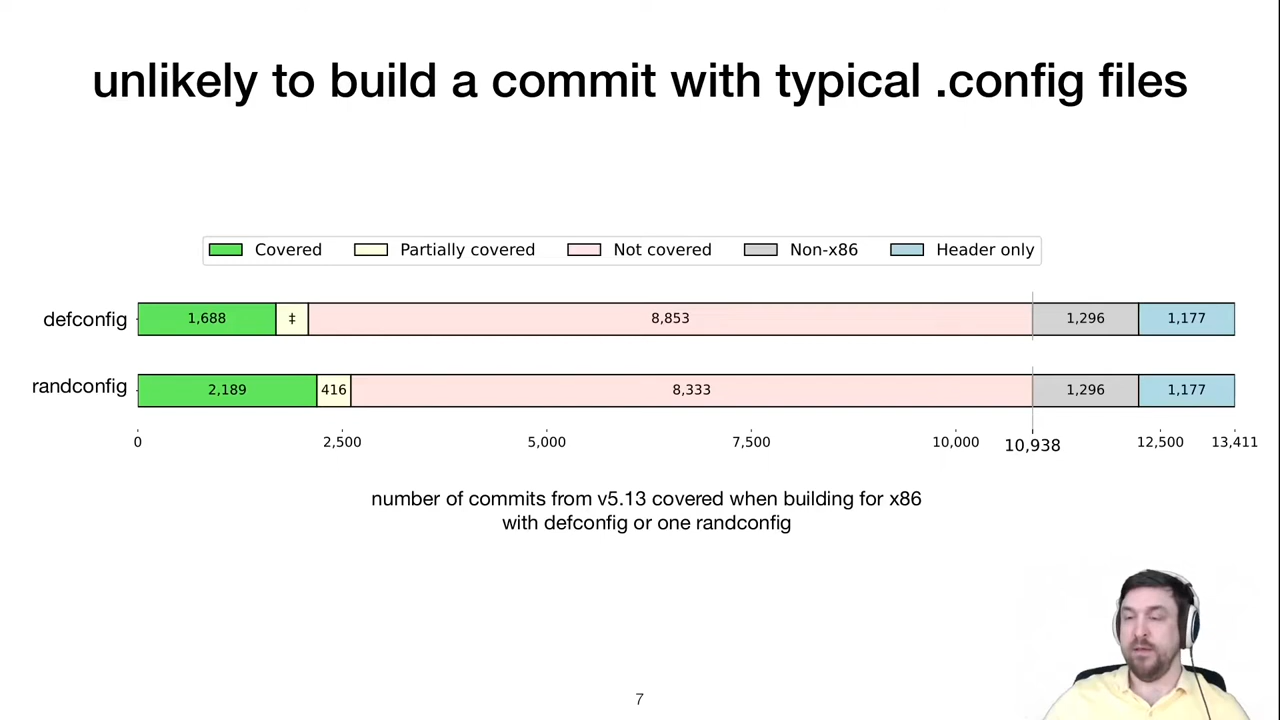 unlikely to build a commit with typical .config files
Covered Partially covered Not covered Non-x86 Header only
defconfig 1,688 ‡ 8,853 1,296 1,177
randconfig 2,189 416 8,333 1,296 1,177
0 2,500 5,000 7,500 10,000 10,938 12,500 13,411
number of commits from v5.13 covered when building for x86
with defconfig or one randconfig
7